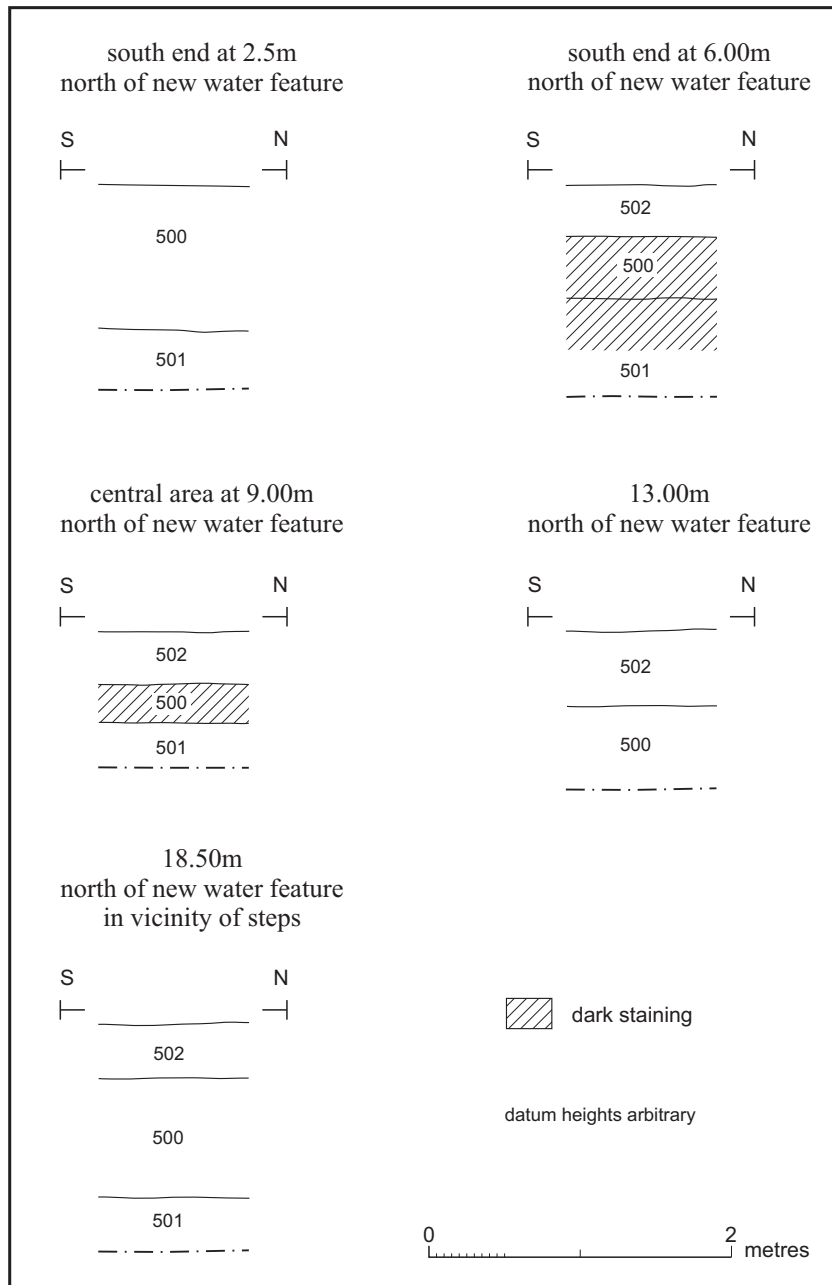 south end at 2.5m
north of new water feature
S N
500
501
south end at 6.00m
north of new water feature
S N
502
500
501
central area at 9.00m
north of new water feature
S N
502
500
501
13.00m
north of new water feature
S N
502
500
18.50m
north of new water feature
in vicinity of steps
S N
502
500
501
dark staining
datum heights arbitrary
0 2
metres